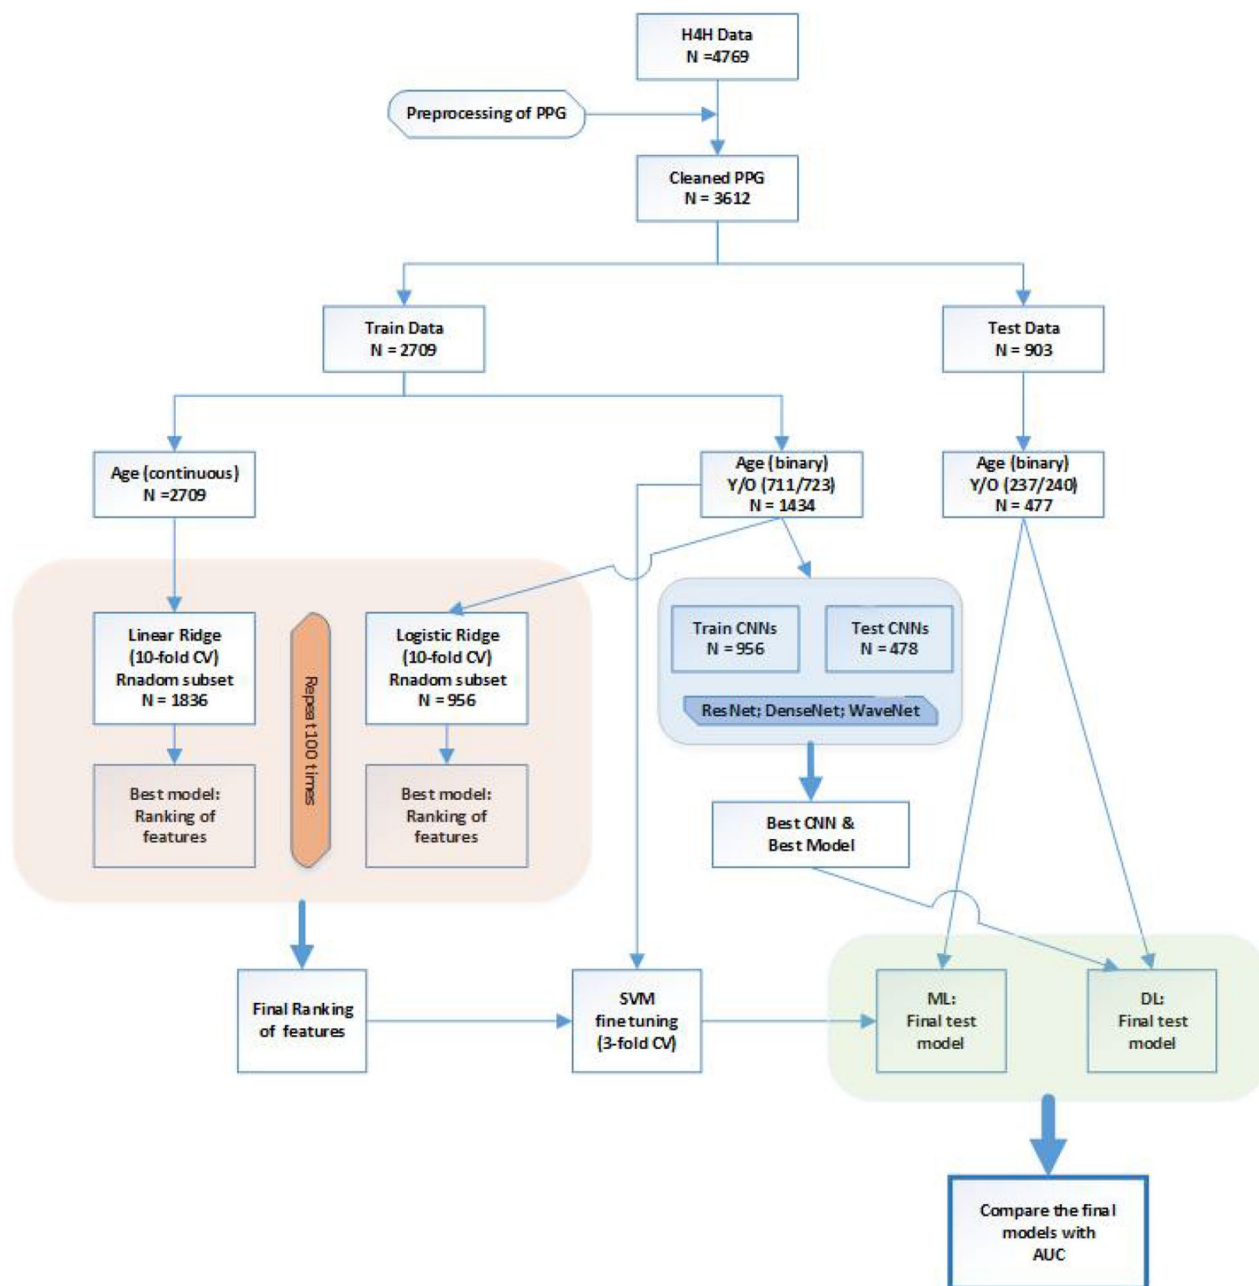 H4H Data
N =4769
Preprocessing of PPG
Cleaned PPG
N = 3612
Train Data
N = 2709
Test Data
N = 903
Age (continuous)
N =2709
Age (binary)
Y/O (711/723)
N = 1434
Age (binary)
Y/O (237/240)
N = 477
Linear Ridge
(10-fold CV)
Rnadom subset
N = 1836
Repeat 100 times
Logistic Ridge
(10-fold CV)
Rnadom subset
N = 956
Train CNNs
N = 956
Test CNNs
N = 478
ResNet; DenseNet; WaveNet
Best model:
Ranking of
features
Best model:
Ranking of
features
Best CNN &
Best Model
Final Ranking
of features
SVM
fine tuning
(3-fold CV)
ML:
Final test
model
DL:
Final test
model
Compare the final
models with
AUC